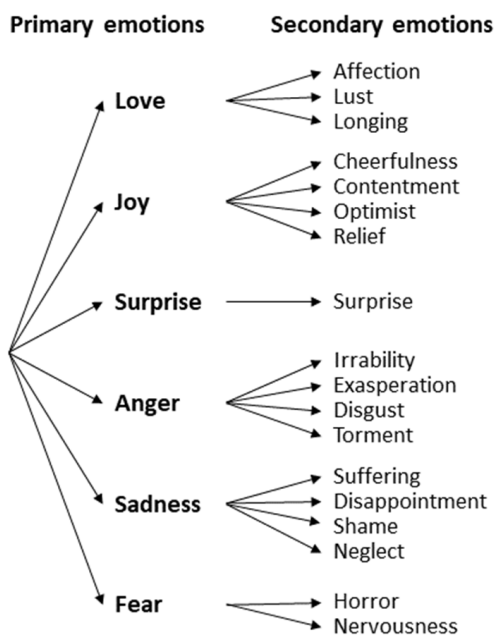 Primary emotions Secondary emotions
Love
Affection
Lust
Longing
Joy
Cheerfulness
Contentment
Optimist
Relief
Surprise
Surprise
Anger
Irrability
Exasperation
Disgust
Torment
Sadness
Suffering
Disappointment
Shame
Neglect
Fear
Horror
Nervousness